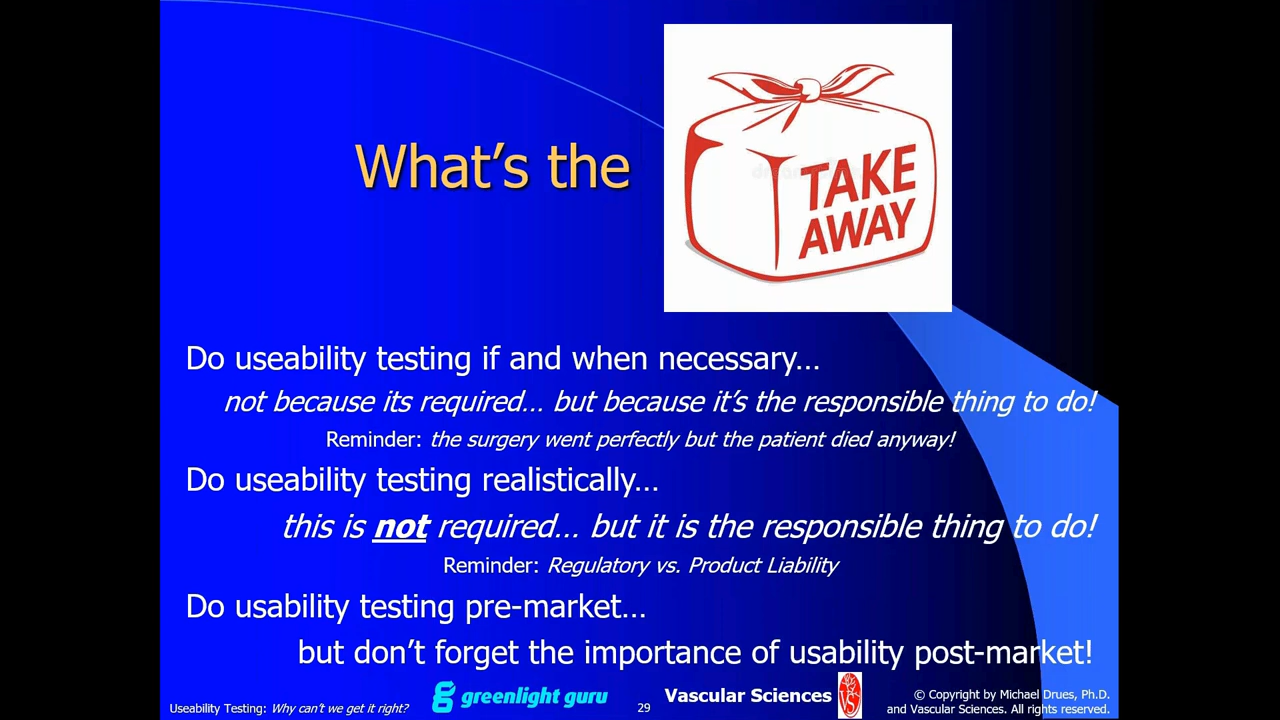 What's the
TAKE
AWAY
Do useability testing if and when necessary...
not because its required... but because it's the responsible thing to do!
Reminder: the surgery went perfectly but the patient died anyway!
Do useability testing realistically...
this is not required... but it is the responsible thing to do!
Reminder: Regulatory vs. Product Liability
Do usability testing pre-market...
but don't forget the importance of usability post-market!
Useability Testing: Why can't we get it right?
greenlight guru
29
Vascular Sciences
VS
© Copyright by Michael Drues, Ph.D.
and Vascular Sciences. All rights reserved.